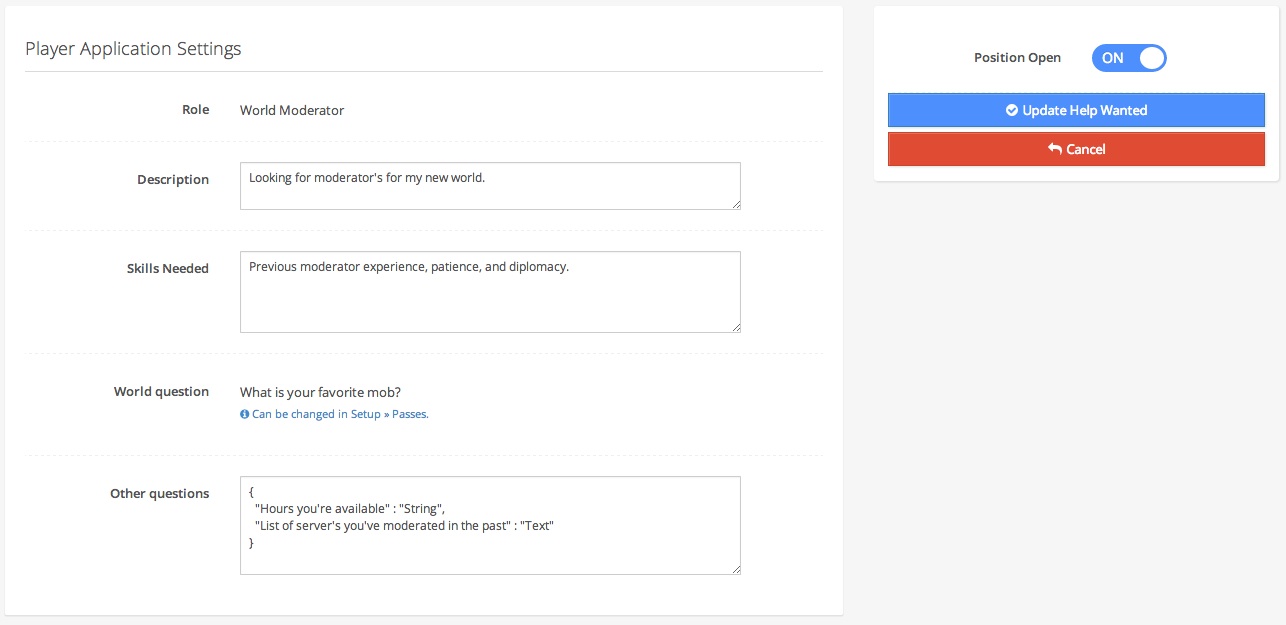 Player Application Settings
Role
World Moderator
Description
Looking for moderator's for my new world.
Skills Needed
Previous moderator experience, patience, and diplomacy.
World question
What is your favorite mob?
Can be changed in Setup » Passes.
Other questions
{
"Hours you're available" : "String",
"List of server's you've moderated in the past" : "Text"
}
Position Open
ON
Update Help Wanted
Cancel